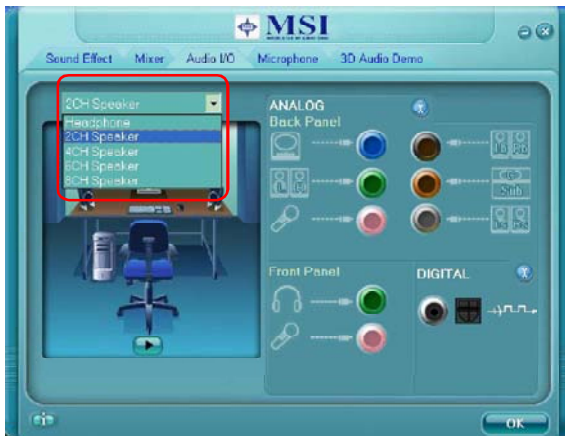 MSI
Sound Effect Mixer Audio I/O Microphone 3D Audio Demo
2CH Speaker
Headphone
2CH Speaker
4CH Speaker
6CH Speaker
8CH Speaker
ANALOG
Back Panel
Sub
Front Panel
DIGITAL
OK